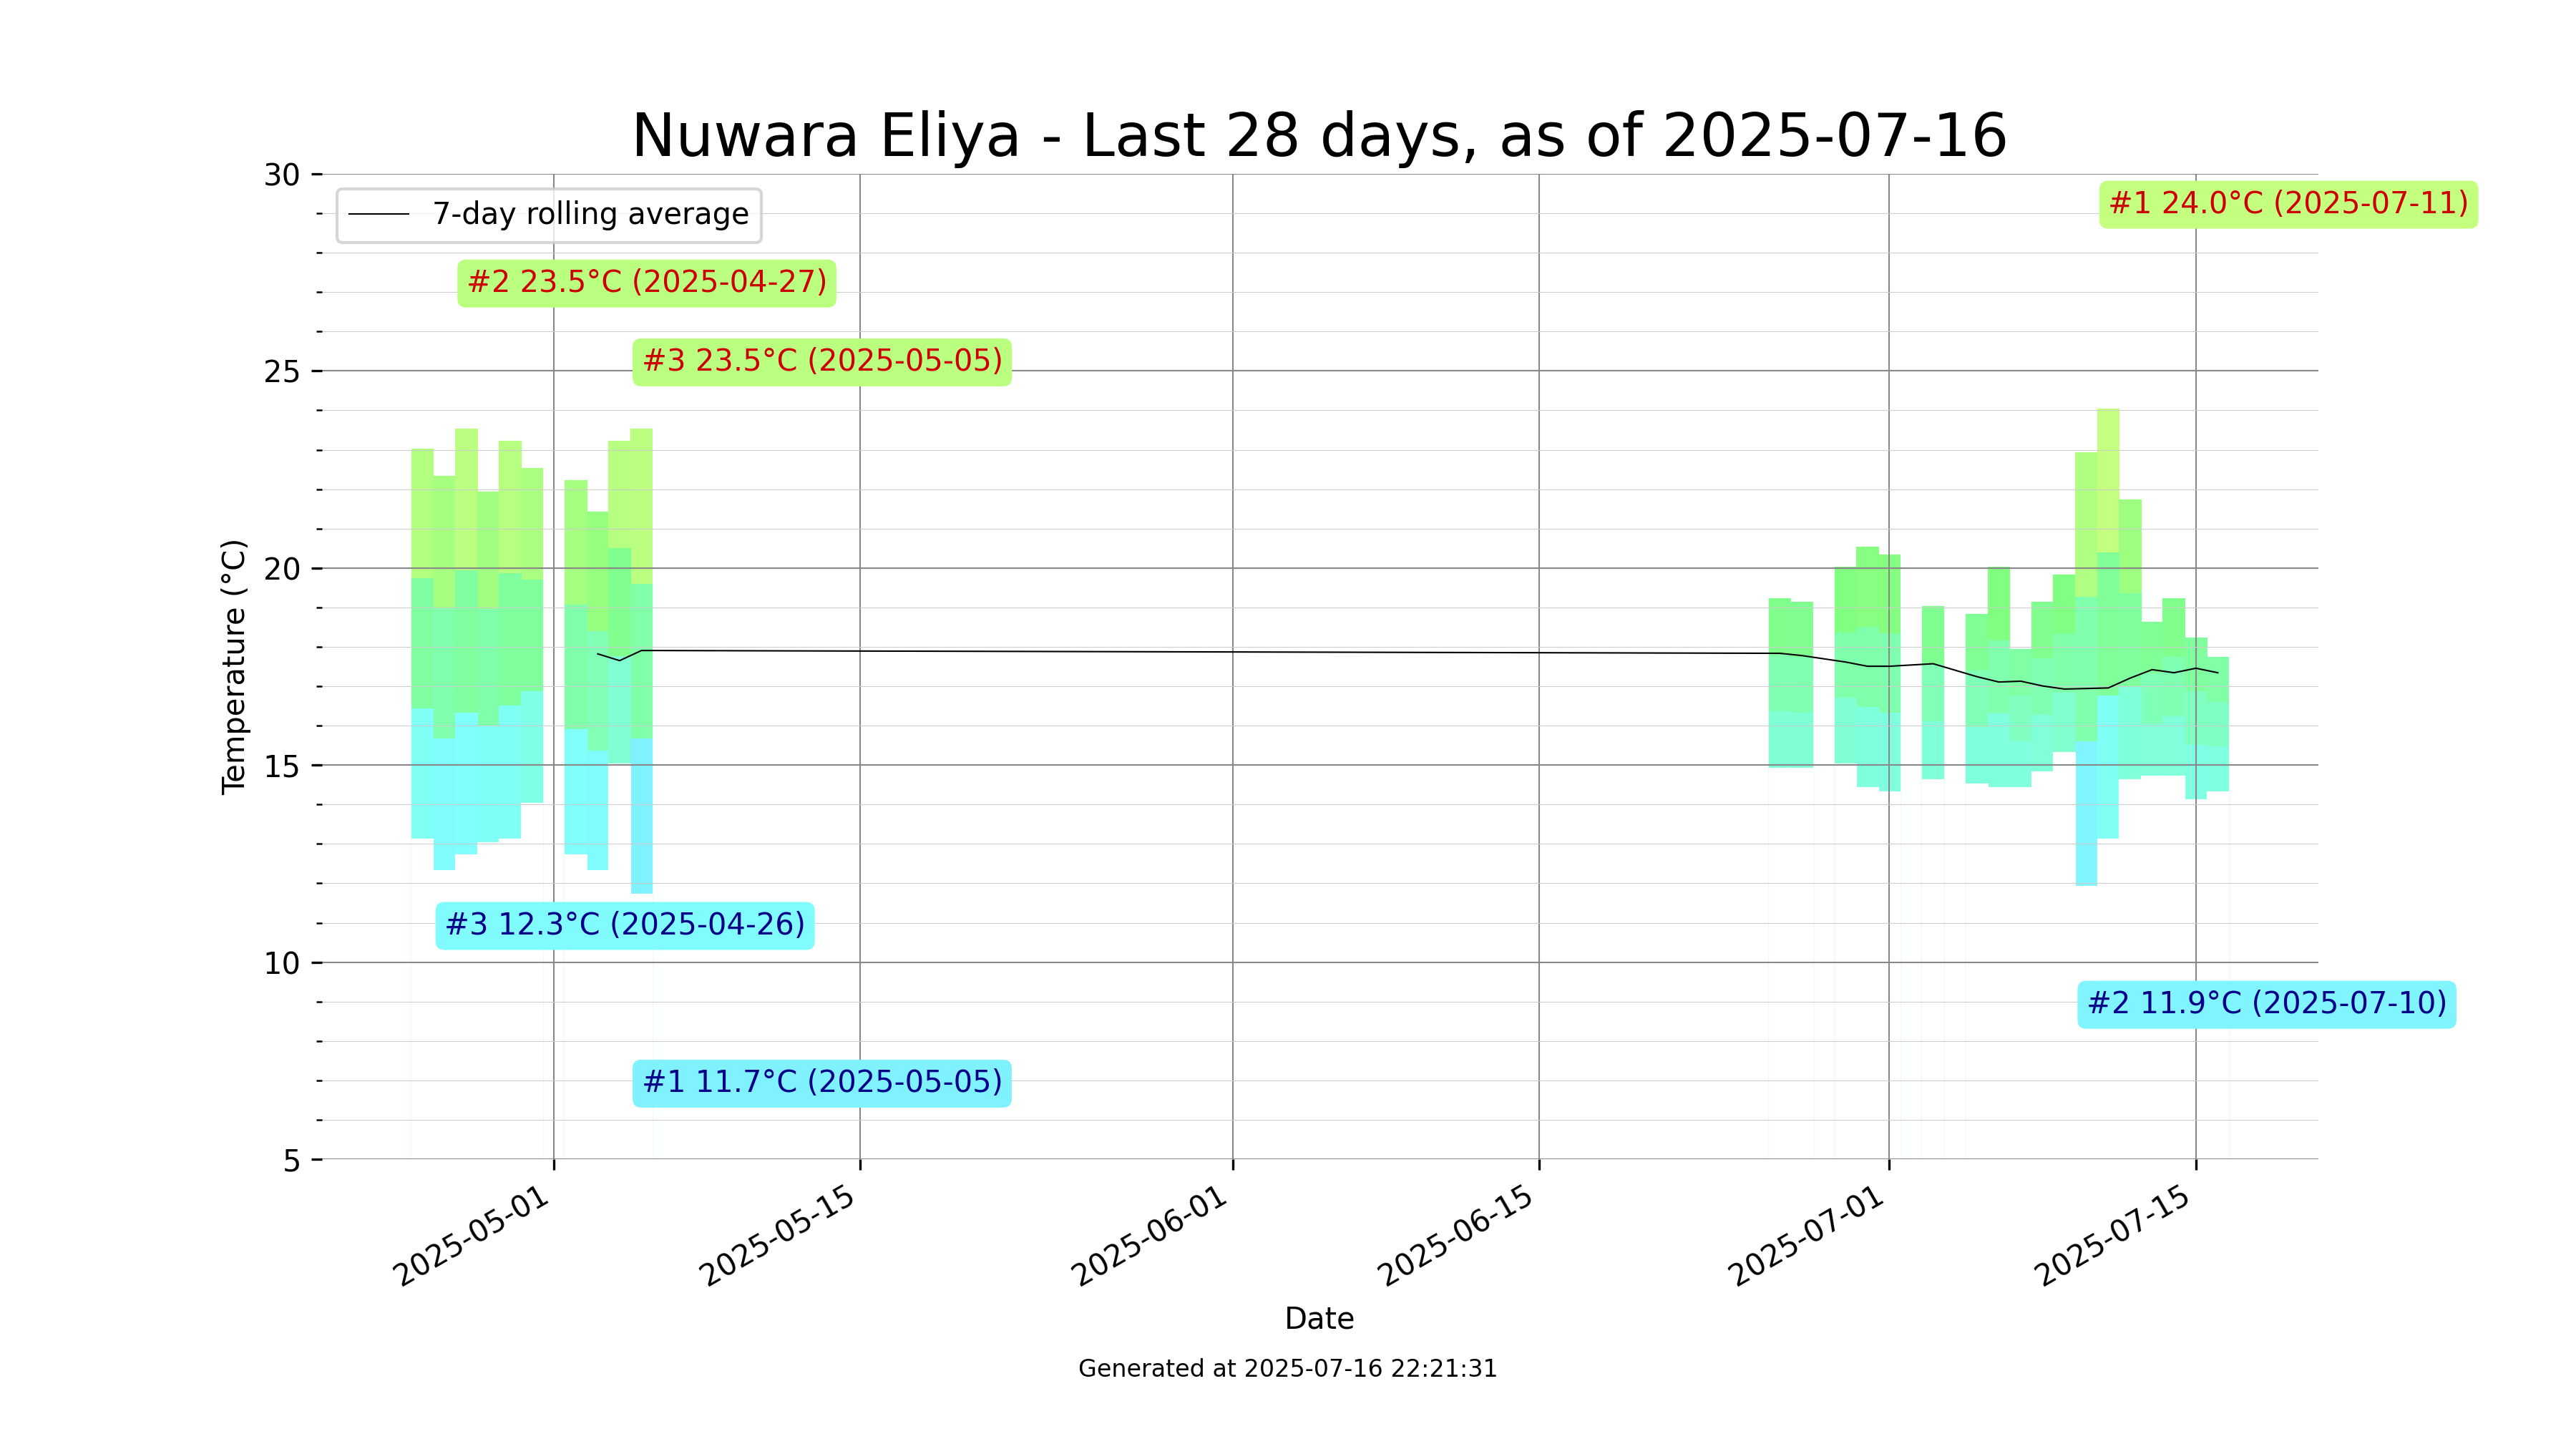 Nuwara Eliya - Last 28 days, as of 2025-07-16
30
7-day rolling average
#1 24.0°C (2025-07-11)
#2 23.5°C (2025-04-27)
#3 23.5°C (2025-05-05)
25
20
Temperature (°C)
15
#3 12.3°C (2025-04-26)
10
#2 11.9°C (2025-07-10)
#1 11.7°C (2025-05-05)
5
2025-05-01
2025-05-15
2025-06-01
2025-06-15
2025-07-01
2025-07-15
Date
Generated at 2025-07-16 22:21:31